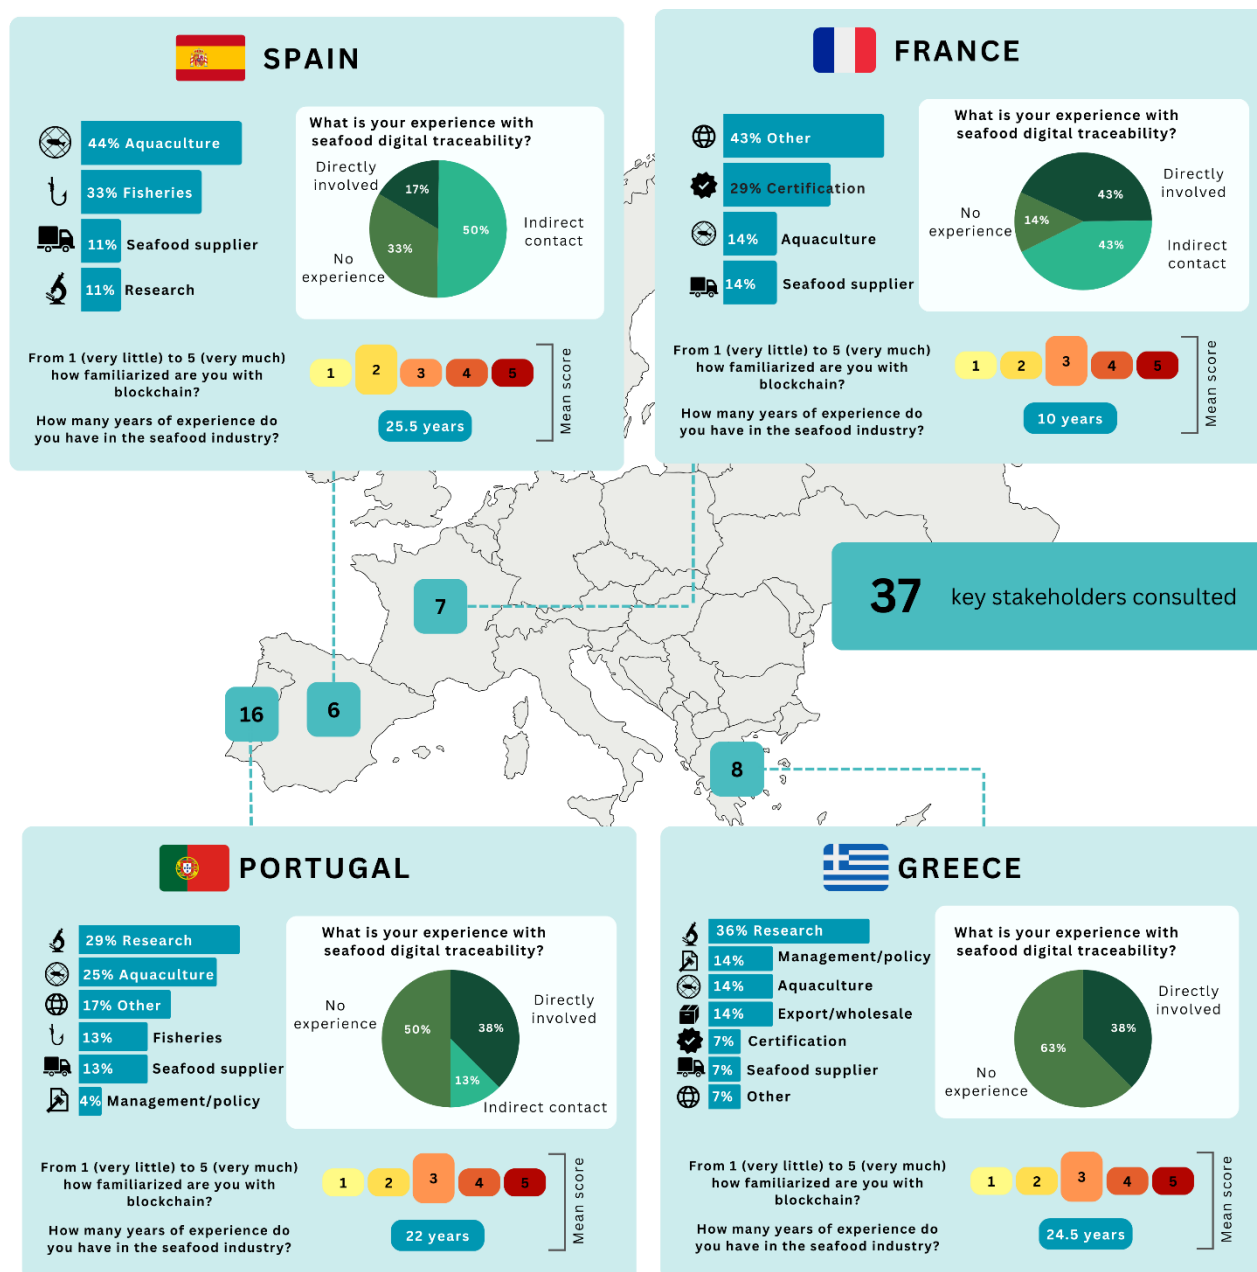 SPAIN
44% Aquaculture
33% Fisheries
11% Seafood supplier
11% Research
What is your experience with
seafood digital traceability?
Directly
involved
17%
Indirect
contact
50%
No
experience
33%
From 1 (very little) to 5 (very much)
how familiarized are you with
blockchain?
1 2 3 4 5
How many years of experience do
you have in the seafood industry?
25.5 years
Mean score
FRANCE
43% Other
29% Certification
14% Aquaculture
14% Seafood supplier
What is your experience with
seafood digital traceability?
Directly
involved
43%
No
experience
14%
Indirect
contact
43%
From 1 (very little) to 5 (very much)
how familiarized are you with
blockchain?
1 2 3 4 5
How many years of experience do
you have in the seafood industry?
10 years
Mean score
37 key stakeholders consulted
7
16
6
8
PORTUGAL
29% Research
25% Aquaculture
17% Other
13% Fisheries
13% Seafood supplier
4% Management/policy
What is your experience with
seafood digital traceability?
No
experience
50%
Directly
involved
38%
13%
Indirect contact
From 1 (very little) to 5 (very much)
how familiarized are you with
blockchain?
1 2 3 4 5
How many years of experience do
you have in the seafood industry?
22 years
Mean score
GREECE
36% Research
14% Management/policy
14% Aquaculture
14% Export/wholesale
7% Certification
7% Seafood supplier
7% Other
What is your experience with
seafood digital traceability?
Directly
involved
38%
63%
No
experience
From 1 (very little) to 5 (very much)
how familiarized are you with
blockchain?
1 2 3 4 5
How many years of experience do
you have in the seafood industry?
24.5 years
Mean score